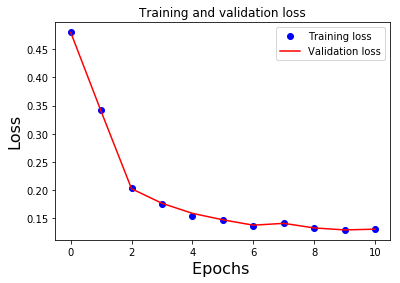 Training and validation loss
Training loss
Validation loss
Loss
0.45
0.40
0.35
0.30
0.25
0.20
0.15
0 2 4 6 8 10
Epochs